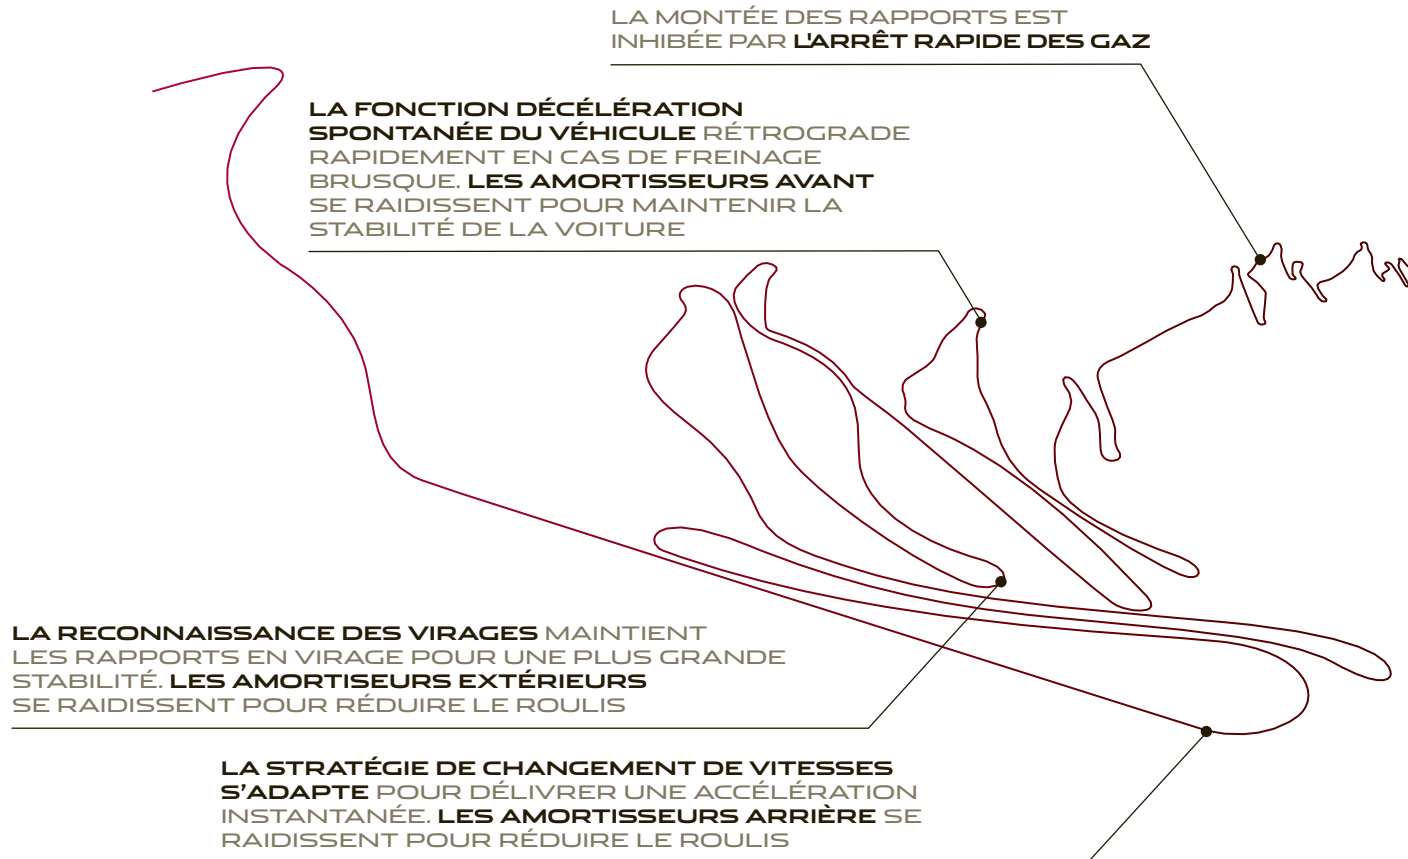 LA MONTÉE DES RAPPORTS EST
INHIBÉE PAR L'ARRÊT RAPIDE DES GAZ
LA FONCTION DÉCÉLÉRATION
SPONTANÉE DU VÉHICULE RÉTROGRADE
RAPIDEMENT EN CAS DE FREINAGE
BRUSQUE. LES AMORTISSEURS AVANT
SE RAIDISSENT POUR MAINTENIR LA
STABILITÉ DE LA VOITURE
LA RECONNAISSANCE DES VIRAGES MAINTIENT
LES RAPPORTS EN VIRAGE POUR UNE PLUS GRANDE
STABILITÉ. LES AMORTISEURS EXTÉRIEURS
SE RAIDISSENT POUR RÉDUIRE LE ROULIS
LA STRATÉGIE DE CHANGEMENT DE VITESSES
S’ADAPTE POUR DÉLIVRER UNE ACCÉLÉRATION
INSTANTANÉE. LES AMORTISSEURS ARRIÈRE SE
RAIDISSENT POUR RÉDUIRE LE ROULIS